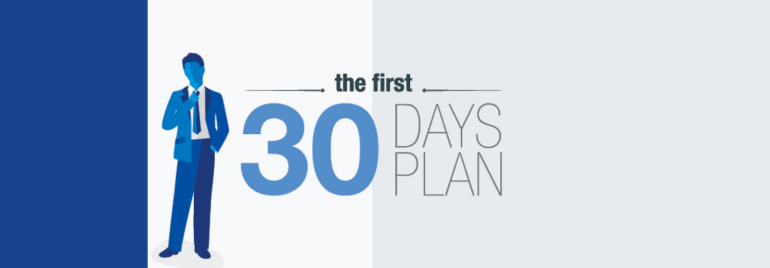 the first
30
DAYS
PLAN